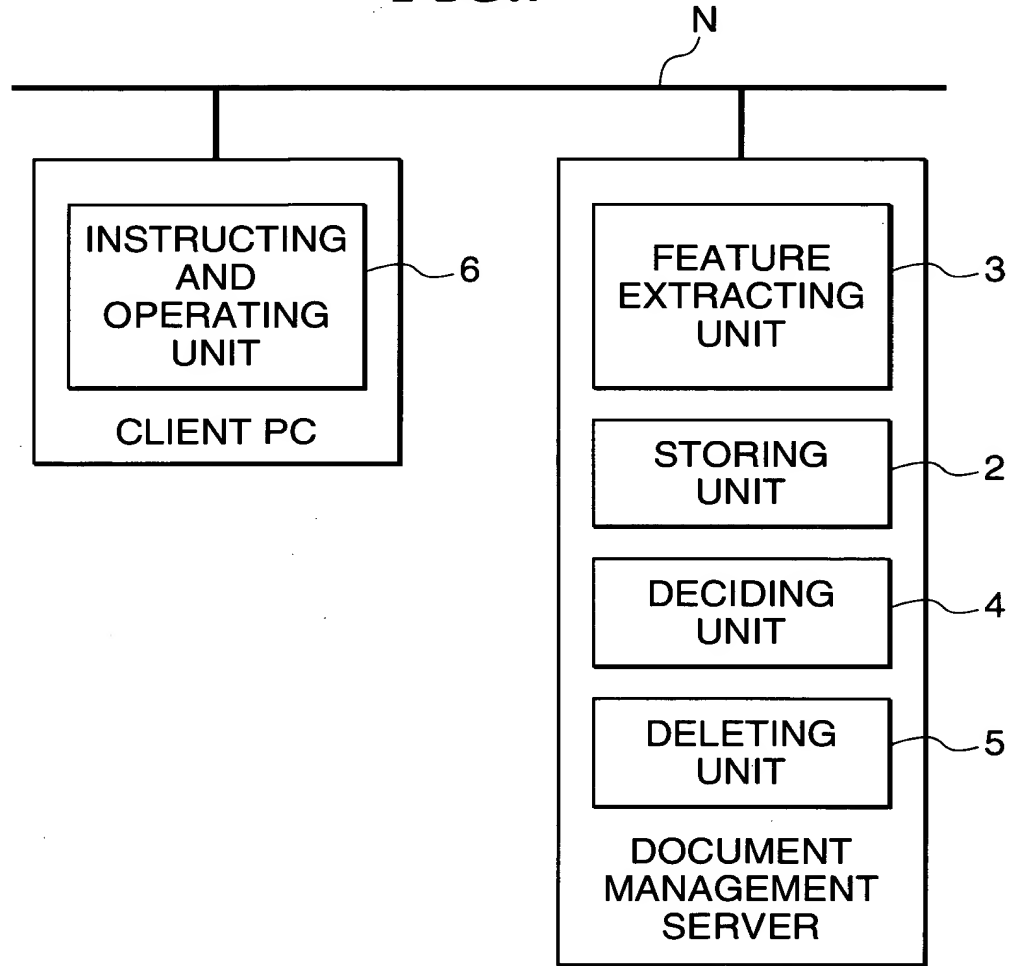 N
INSTRUCTING
AND
OPERATING
UNIT
6
CLIENT PC
FEATURE
EXTRACTING
UNIT
3
STORING
UNIT
2
DECIDING
UNIT
4
DELETING
UNIT
5
DOCUMENT
MANAGEMENT
SERVER